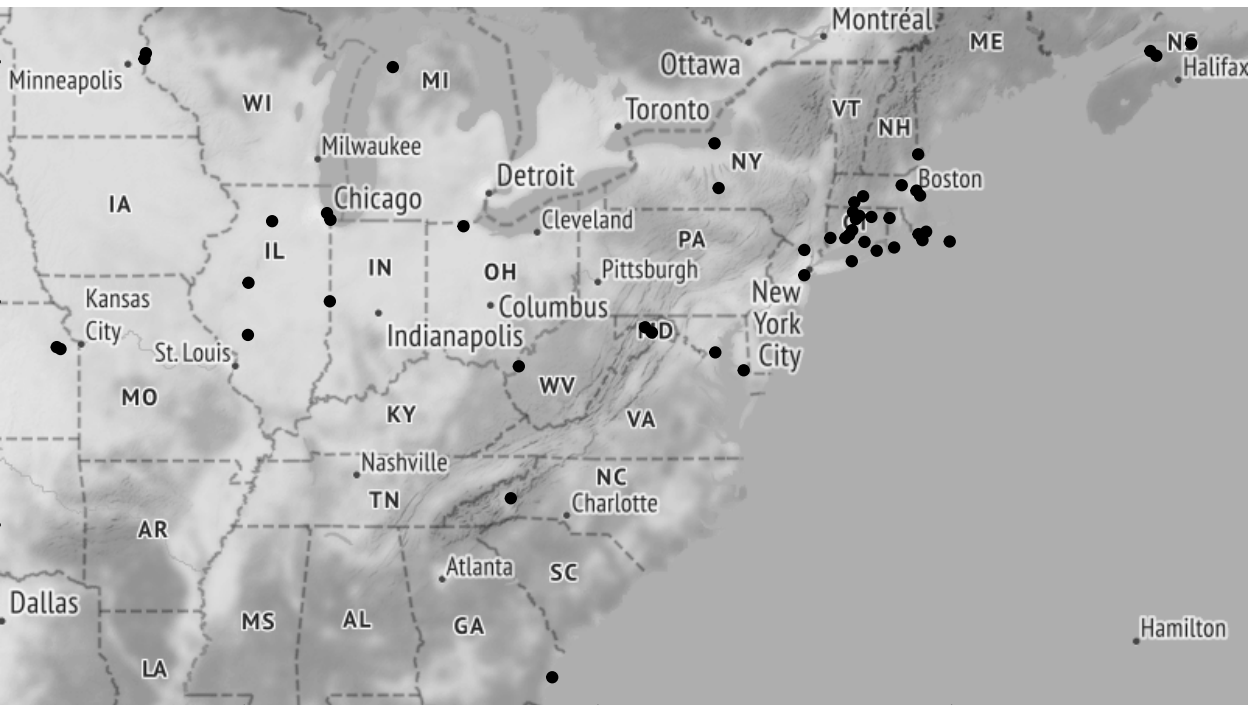 Montréal
ME
NS
Ottawa
Halifax
Minneapolis
MI
WI
VT
Toronto
NH
Milwaukee
NY
Detroit
Boston
Chicago
IA
Cleveland
CT
IL
PA
IN
OH
Pittsburgh
Kansas
City
Columbus
New
York
City
Indianapolis
MD
St. Louis
WV
MO
KY
VA
Nashville
NC
TN
Charlotte
AR
Atlanta
SC
Dallas
MS
AL
GA
Hamilton
LA